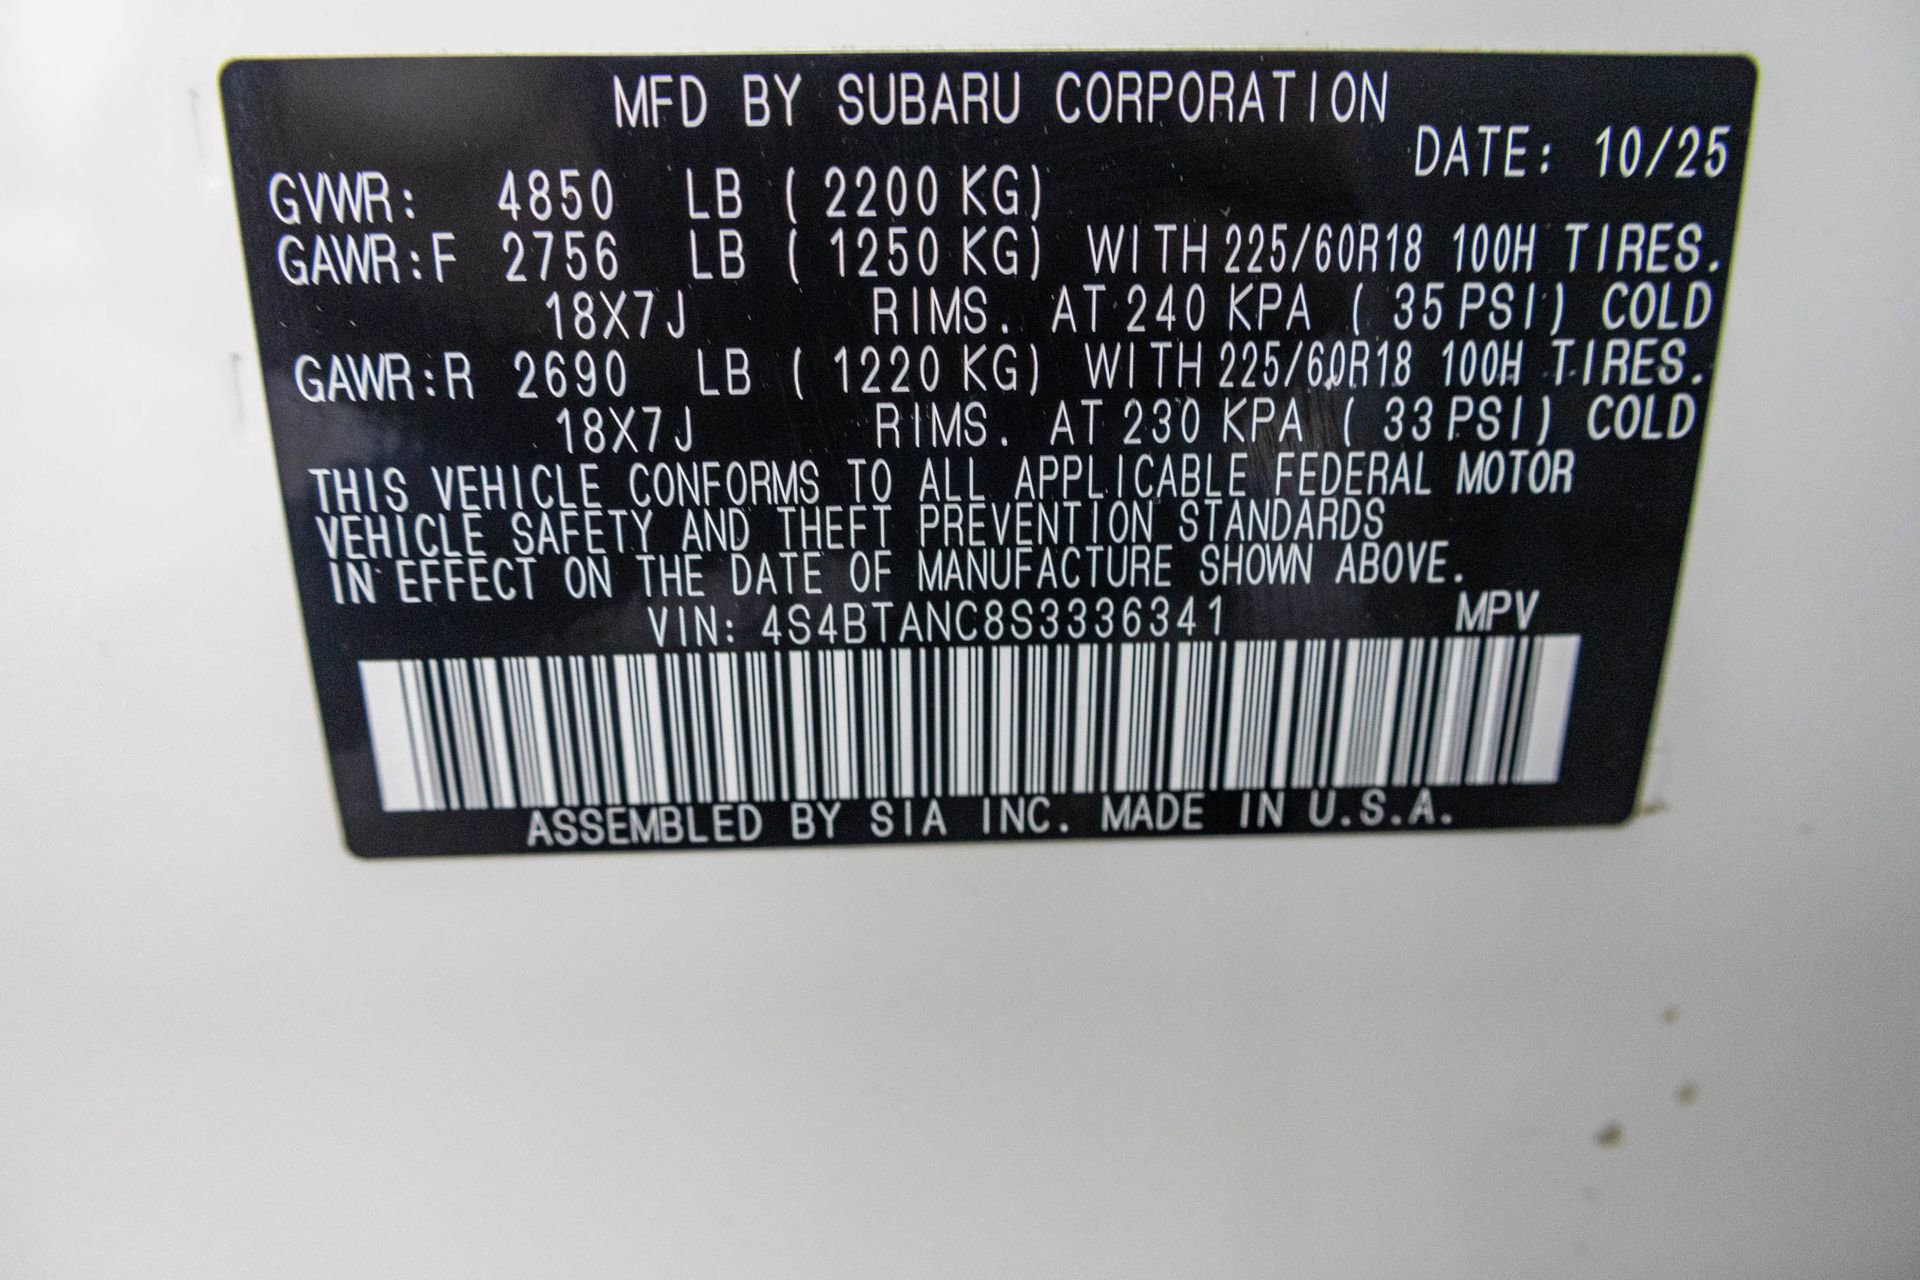 MFD BY SUBARU CORPORATION
DATE: 10/25
GVWR: 4850 LB ( 2200 KG)
GAWR:F 2756 LB ( 1250 KG) WITH 225/60R18 100H TIRES.
18X7J RIMS. AT 240 KPA ( 35 PSI) COLD
GAWR:R 2690 LB ( 1220 KG) WITH 225/60R18 100H TIRES.
18X7J RIMS. AT 230 KPA ( 33 PSI) COLD
THIS VEHICLE CONFORMS TO ALL APPLICABLE FEDERAL MOTOR
VEHICLE SAFETY AND THEFT PREVENTION STANDARDS
IN EFFECT ON THE DATE OF MANUFACTURE SHOWN ABOVE.
VIN: 4S4BTANC8S3336341 MPV
ASSEMBLED BY SIA INC. MADE IN U.S.A.